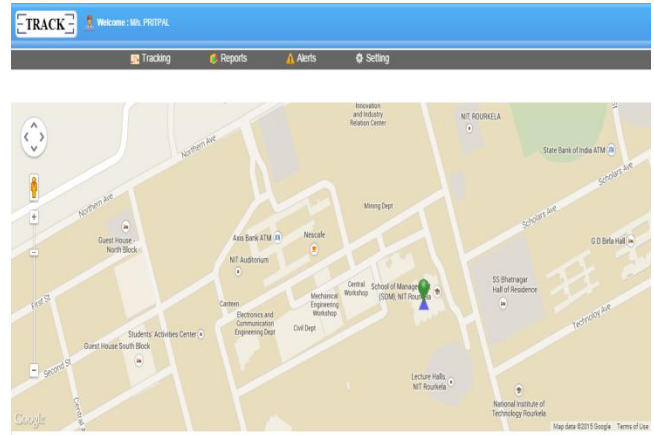 TRACK
Welcome : M/s. PRITPAL
Tracking
Reports
Alerts
Setting
Innovation
and Industry
Relation Center
NIT, ROURKELA
State Bank of India ATM
Northern Ave
Scholars Ave
Northern Ave
Mining Dept
Scholars Ave
Guest House -
North Block
Axis Bank ATM
Nescafe
G.D Birla Hall
NIT Auditorium
First St
Canteen
Mechanical
Engineering
Workshop
Central
Workshop
School of Manage
(SOM), NIT Rourkela
SS Bhatnagar
Hall of Residence
Electronics and
Communication
Engineering Dept
Civil Dept
Students' Activities Center
Technoloy Ave
Guest House South Block
Second St
Central St
Lecture Halls,
NIT Rourkela
National Institute of
Technology Rourkela
Google
Map data ©2015 Google
Terms of Use